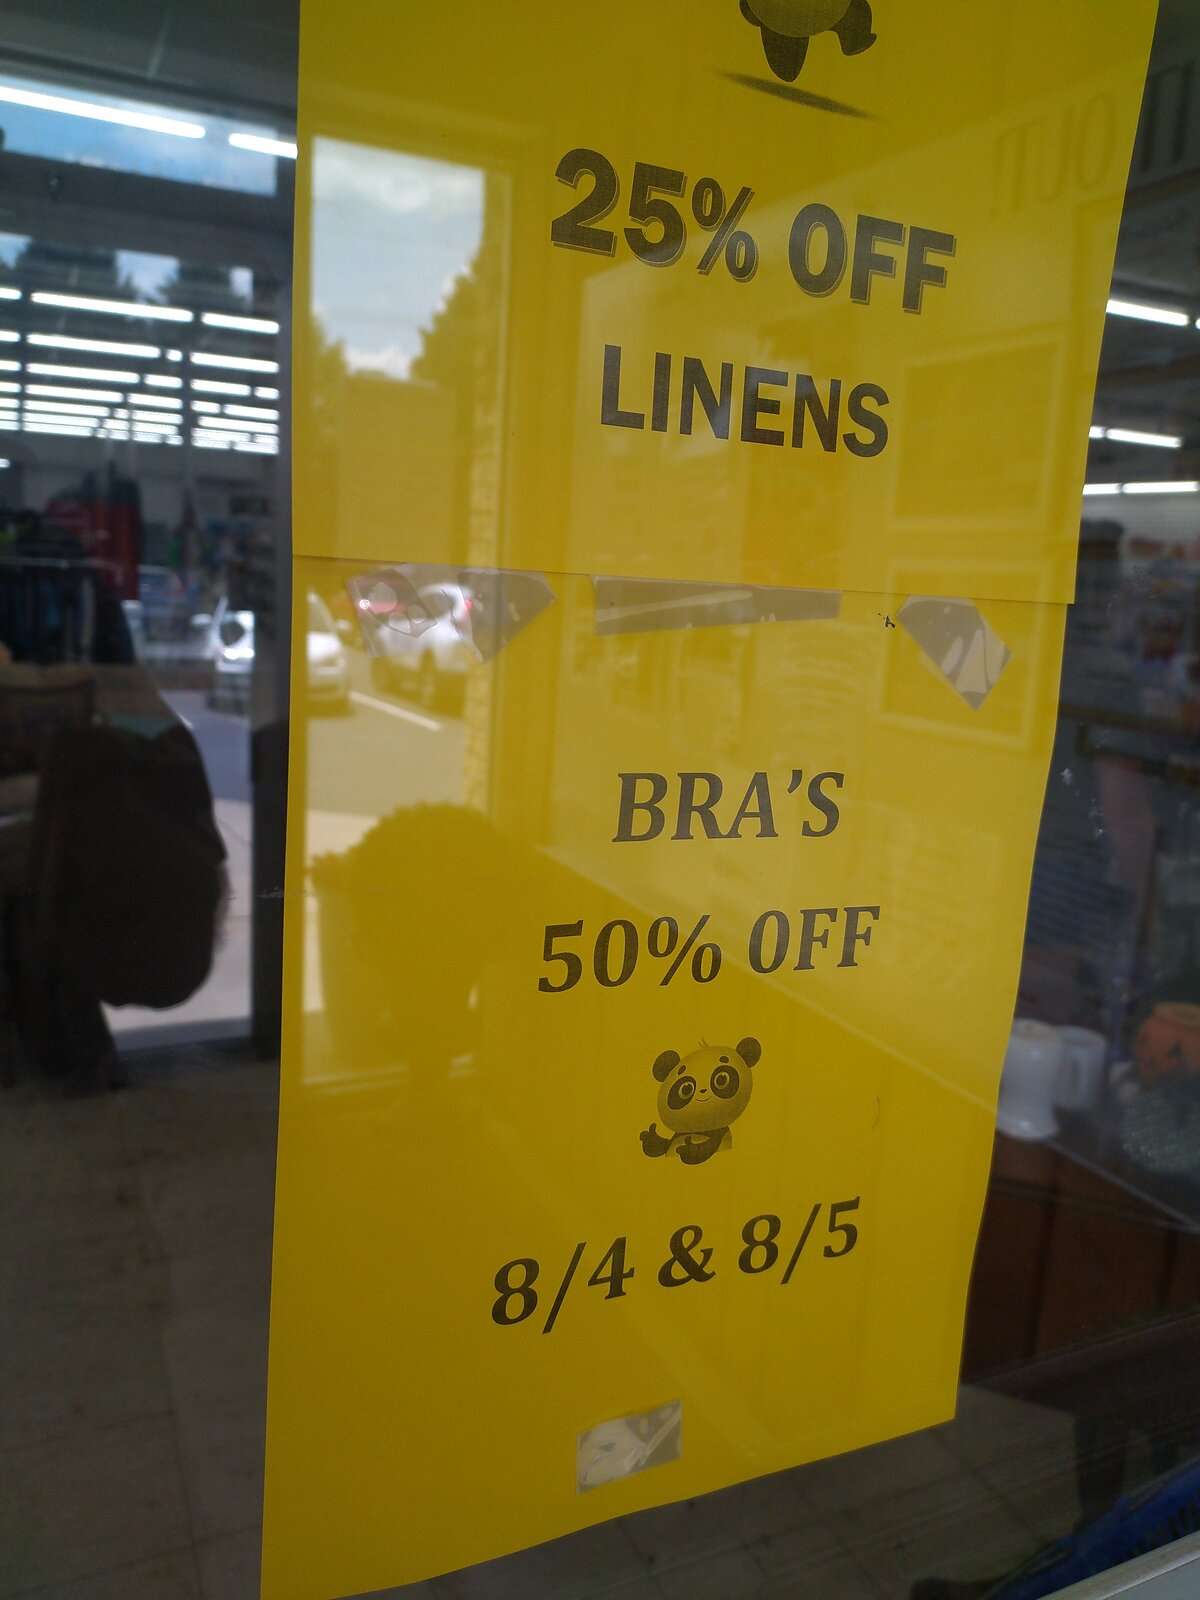 25% OFF
LINENS
BRA'S
50% OFF
8/4 & 8/5